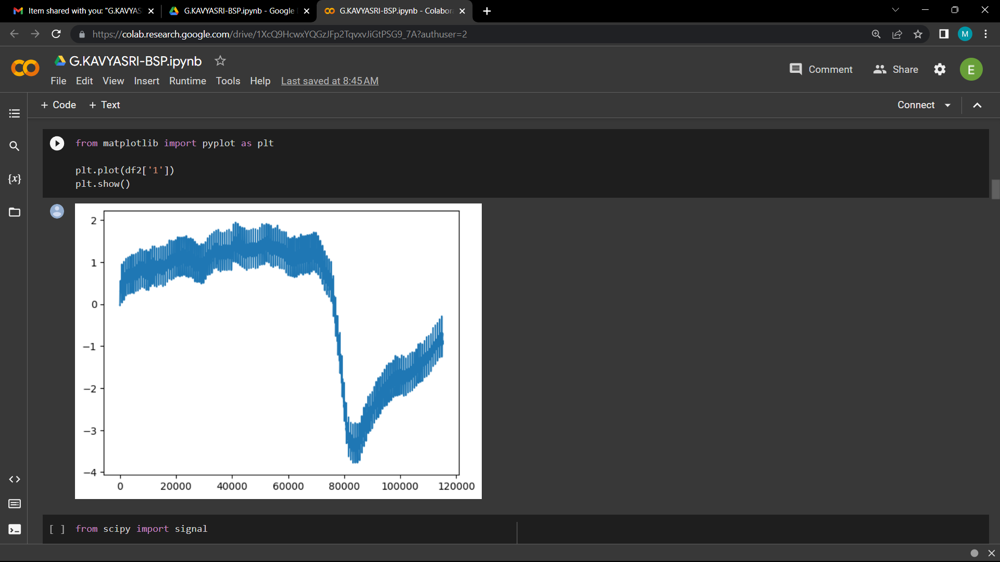 Item shared with you: "G.KAVYAS
G.KAVYASRI-BSP.ipynb - Google
G.KAVYASRI-BSP.ipynb - Colabor
https://colab.research.google.com/drive/1XcQ9HcwxYQGzJFp2TqvxvJiGtPSG9_7A?authuser=2
M
G.KAVYASRI-BSP.ipynb
Comment
Share
E
File Edit View Insert Runtime Tools Help Last saved at 8:45 AM
+ Code + Text
Connect
{x}
from matplotlib import pyplot as plt
plt.plot(df2['1'])
plt.show()
2
1
0
−1
−2
−3
−4
0 20000 40000 60000 80000 100000 120000
[ ] from scipy import signal